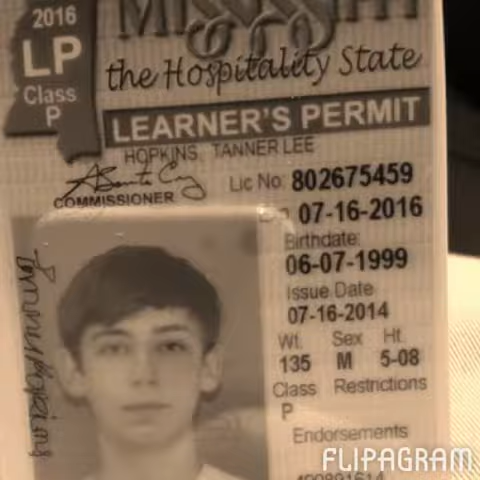 2016
MISSISSIPPI
LP
the Hospitality State
Class
P
LEARNER'S PERMIT
HOPKINS, TANNER LEE
Lic No: 802675459
COMMISSIONER
07-16-2016
Birthdate:
06-07-1999
Issue Date
07-16-2014
Wt. Sex Ht.
135 M 5-08
Class Restrictions
P
Endorsements
FLIPAGRAM